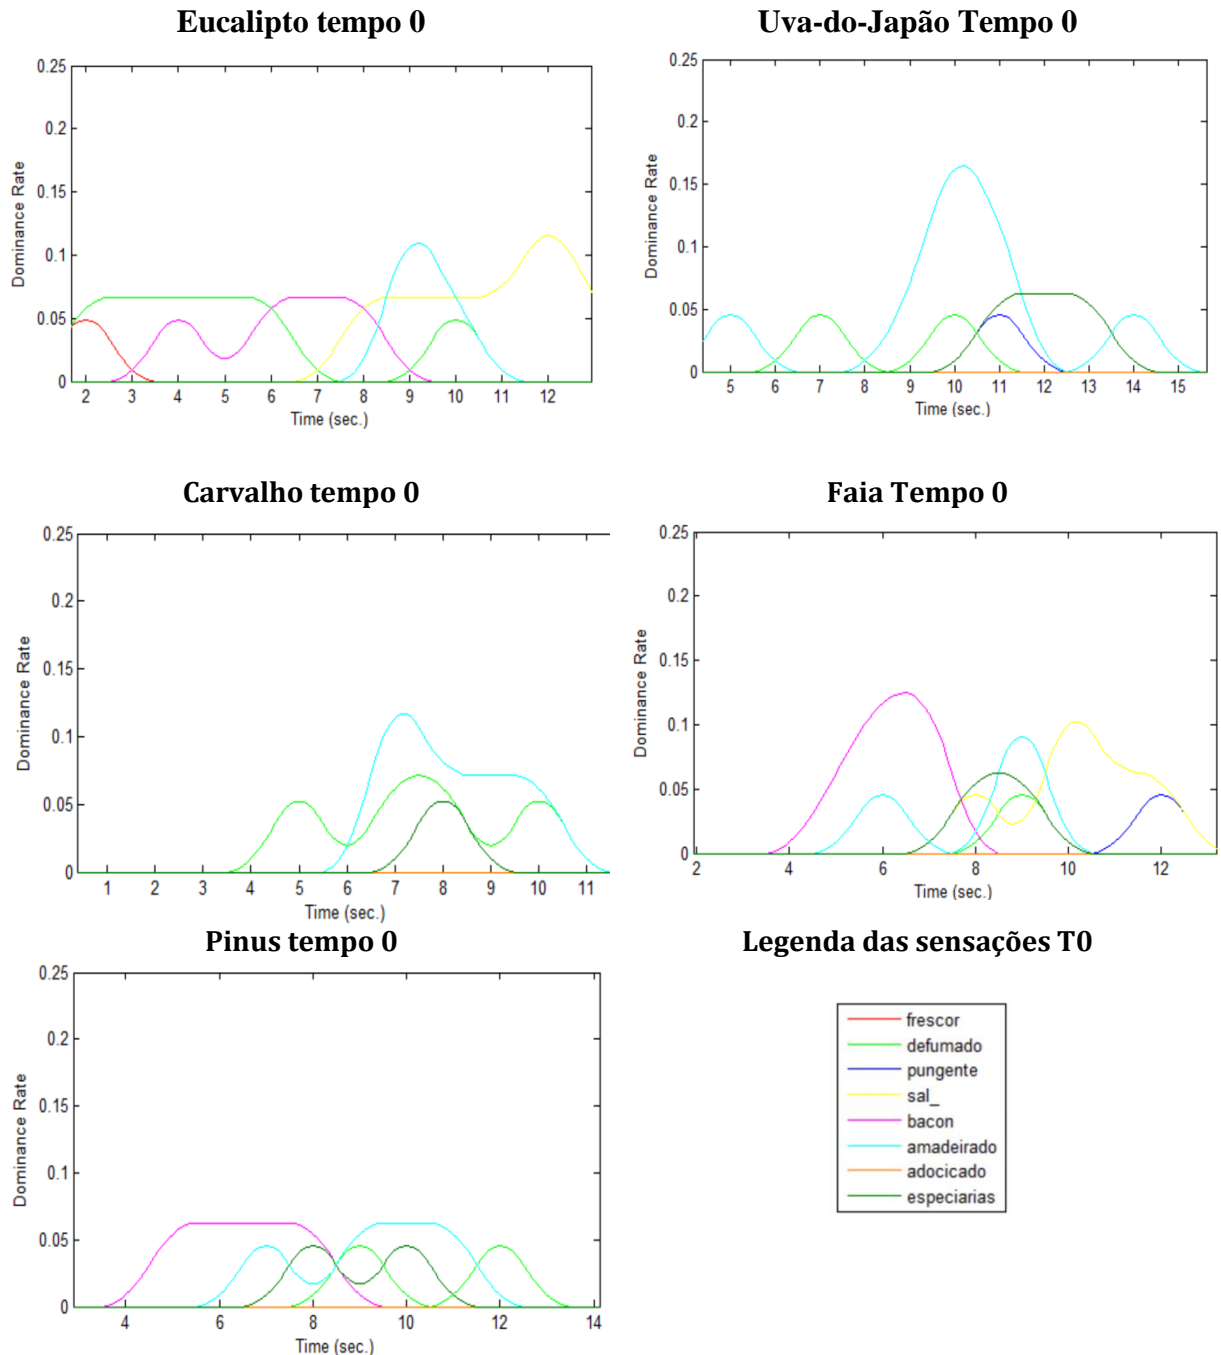 Eucalipto tempo 0
0.25
0.2
0.15
0.1
0.05
0
Dominance Rate
2 3 4 5 6 7 8 9 10 11 12
Time (sec.)
Uva-do-Japão Tempo 0
0.25
0.2
0.15
0.1
0.05
0
Dominance Rate
5 6 7 8 9 10 11 12 13 14 15
Time (sec.)
Carvalho tempo 0
0.25
0.2
0.15
0.1
0.05
0
Dominance Rate
1 2 3 4 5 6 7 8 9 10 11
Time (sec.)
Faia Tempo 0
0.25
0.2
0.15
0.1
0.05
0
Dominance Rate
2 4 6 8 10 12
Time (sec.)
Pinus tempo 0
0.25
0.2
0.15
0.1
0.05
0
Dominance Rate
4 6 8 10 12 14
Time (sec.)
Legenda das sensações T0
frescor
defumado
pungente
sal_
bacon
amadeirado
adocicado
especiarias